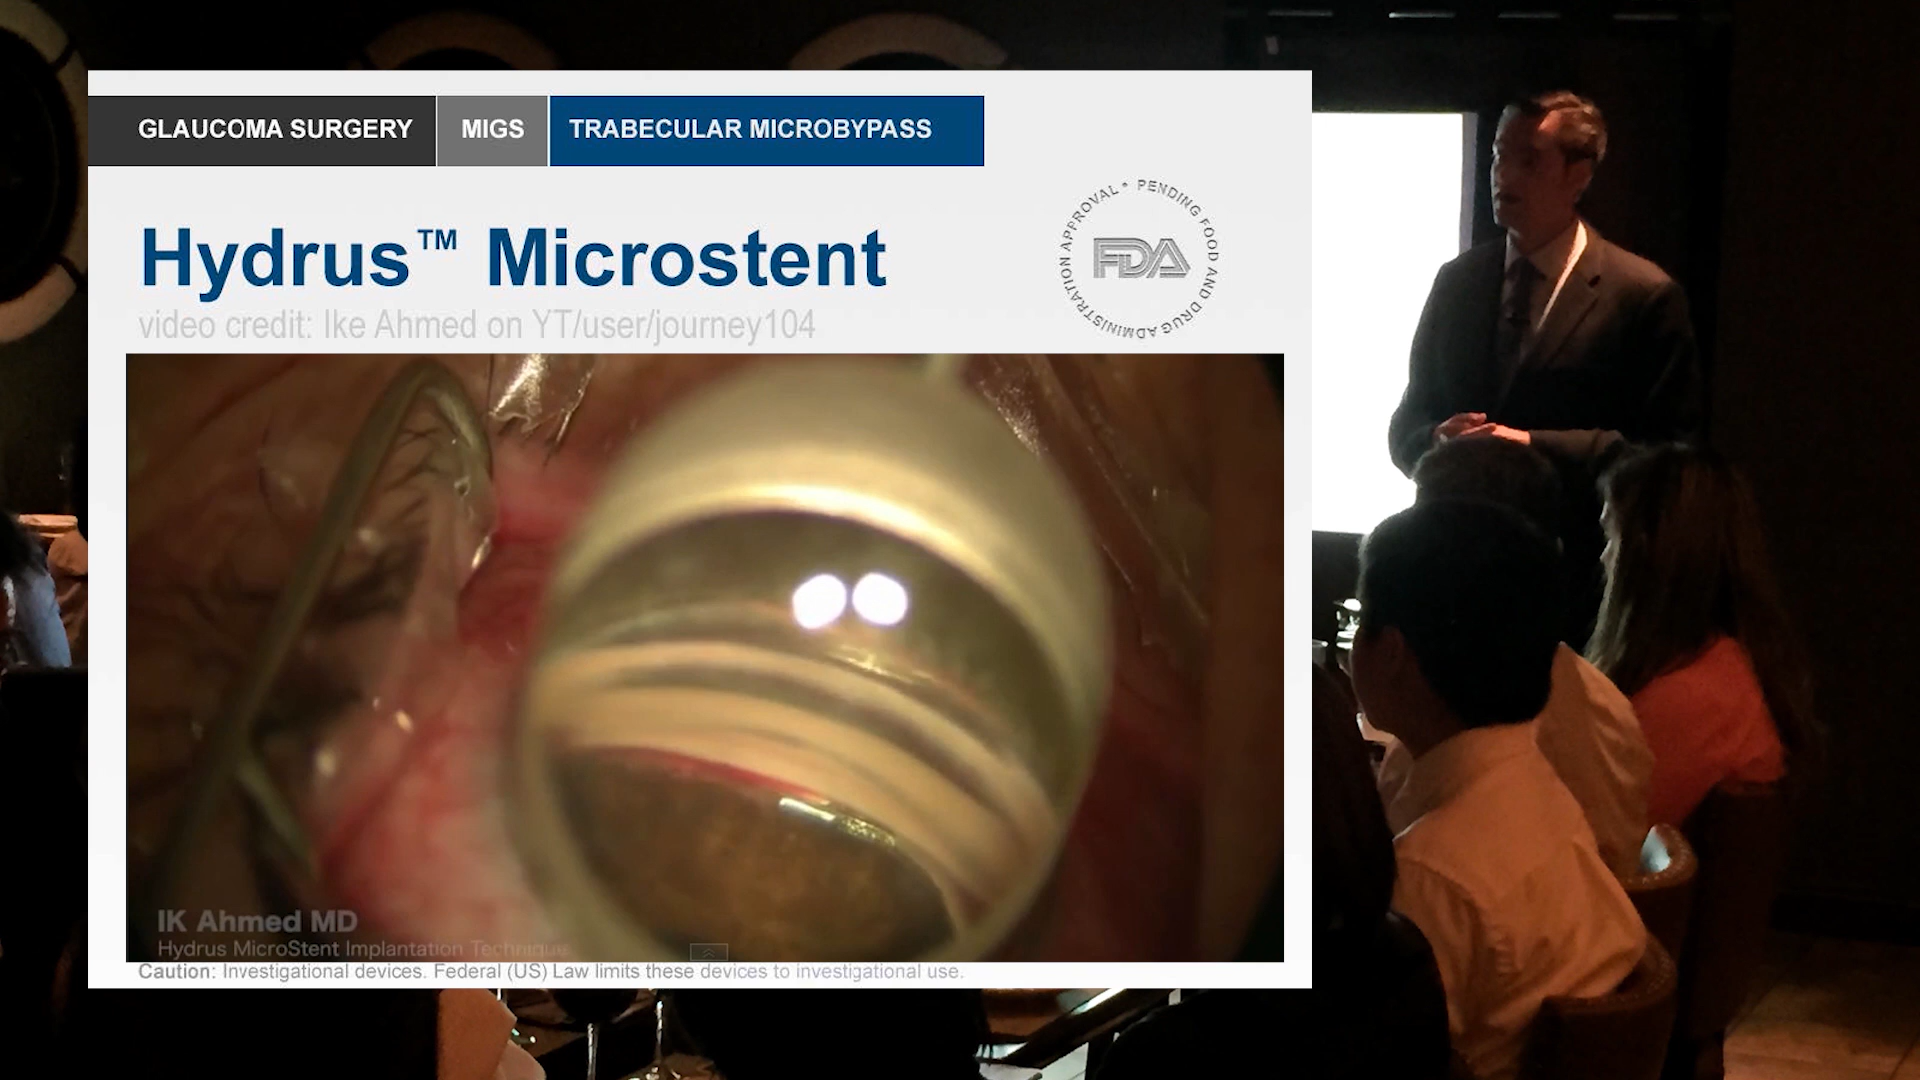 GLAUCOMA SURGERY MIGS TRABECULAR MICROBYPASS
Hydrus™ Microstent
video credit: Ike Ahmed on YT/user/journey104
PENDING FOOD AND DRUG ADMINISTRATION APPROVAL •
FDA
IK Ahmed MD
Hydrus MicroStent Implantation Technique
Caution: Investigational devices. Federal (US) Law limits these devices to investigational use.